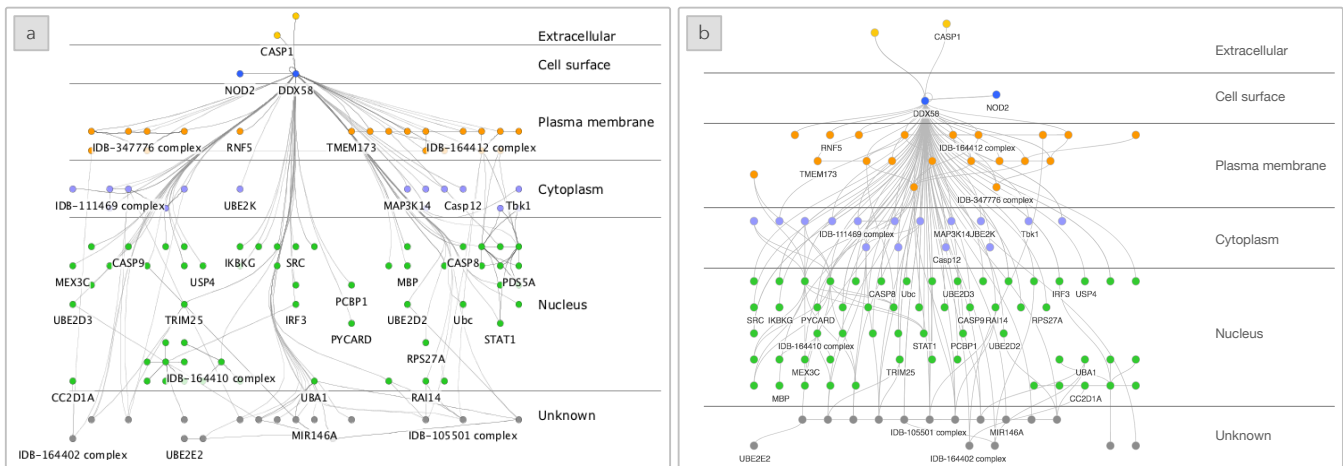 a
Extracellular
CASP1
Cell surface
NOD2
DDX58
Plasma membrane
IDB-347776 complex
RNF5
TMEM173
IDB-164412 complex
Cytoplasm
IDB-111469 complex
UBE2K
MAP3K14
Casp12
Tbk1
CASP9
IKBKG
SRC
CASP8
MEX3C
USP4
MBP
PDS5A
PCBP1
Nucleus
UBE2D3
TRIM25
IRF3
UBE2D2
Ubc
PYCARD
STAT1
RPS27A
IDB-164410 complex
CC2D1A
UBA1
RAI14
Unknown
MIR146A
IDB-105501 complex
IDB-164402 complex
UBE2E2
b
CASP1
Extracellular
Cell surface
NOD2
DDX58
RNF5
IDB-164412 complex
Plasma membrane
TMEM173
IDB-347776 complex
IDB-111469 complex
MAP3K14
UBE2K
Tbk1
Cytoplasm
Casp12
CASP8
Ubc
UBE2D3
IRF3
USP4
SRC
IKBKG
PYCARD
CASP9
RAI14
RPS27A
Nucleus
IDB-164410 complex
STAT1
PCBP1
UBE2D2
MEX3C
TRIM25
UBA1
MBP
CC2D1A
Unknown
IDB-105501 complex
MIR146A
UBE2E2
IDB-164402 complex